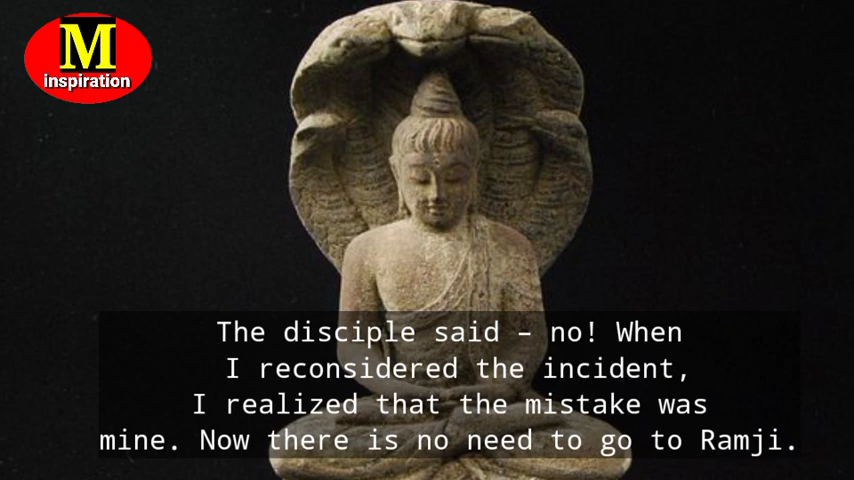 M
inspiration
The disciple said – no! When
I reconsidered the incident,
I realized that the mistake was
mine. Now there is no need to go to Ramji.